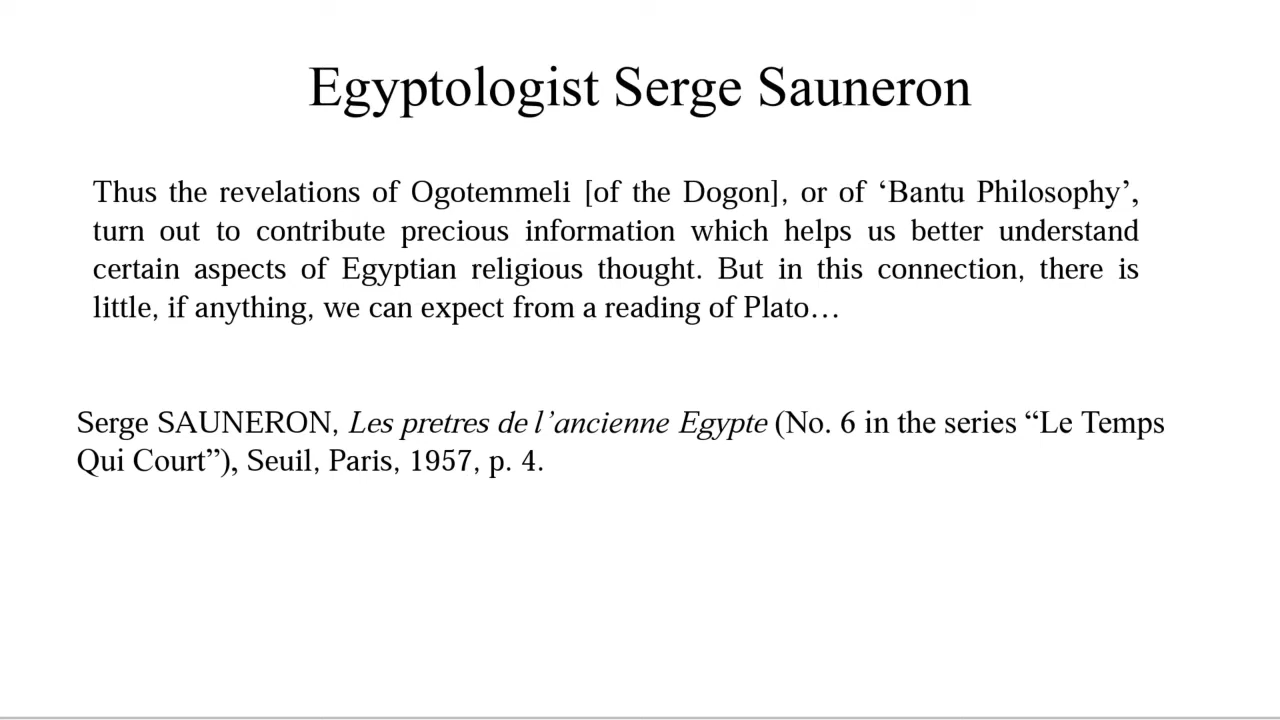 Egyptologist Serge Sauneron
Thus the revelations of Ogotemmeli [of the Dogon], or of ‘Bantu Philosophy’,
turn out to contribute precious information which helps us better understand
certain aspects of Egyptian religious thought. But in this connection, there is
little, if anything, we can expect from a reading of Plato…
Serge SAUNERON, Les pretres de l’ancienne Egypte (No. 6 in the series “Le Temps
Qui Court”), Seuil, Paris, 1957, p. 4.